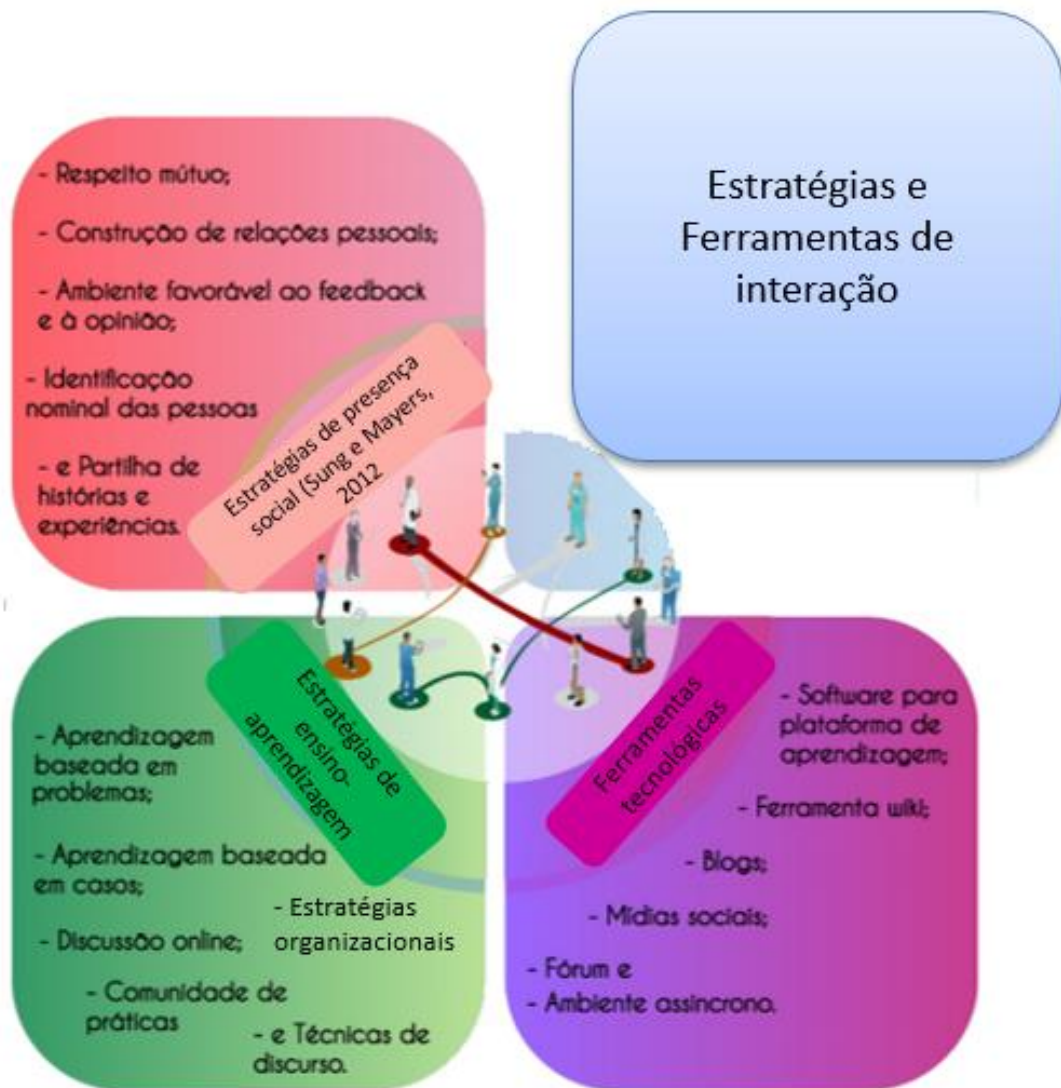 Estratégias e
Ferramentas de
interação
- Respeito mútuo;
- Construção de relações pessoais;
- Ambiente favorável ao feedback
e à opinião;
- Identificação
nominal das pessoas
- e Partilha de
histórias e
experiências.
Estratégias de presença
social (Sung e Mayers,
2012
Estratégias de
ensino-
aprendizagem
- Aprendizagem
baseada em
problemas;
- Aprendizagem baseada
em casos;
- Estratégias
organizacionais
- Discussão online;
- Comunidade de
práticas
- e Técnicas de
discurso.
Ferramentas
tecnológicas
- Software para
plataforma de
aprendizagem;
- Ferramenta wiki;
- Blogs;
- Mídias sociais;
- Fórum e
- Ambiente assincrono.